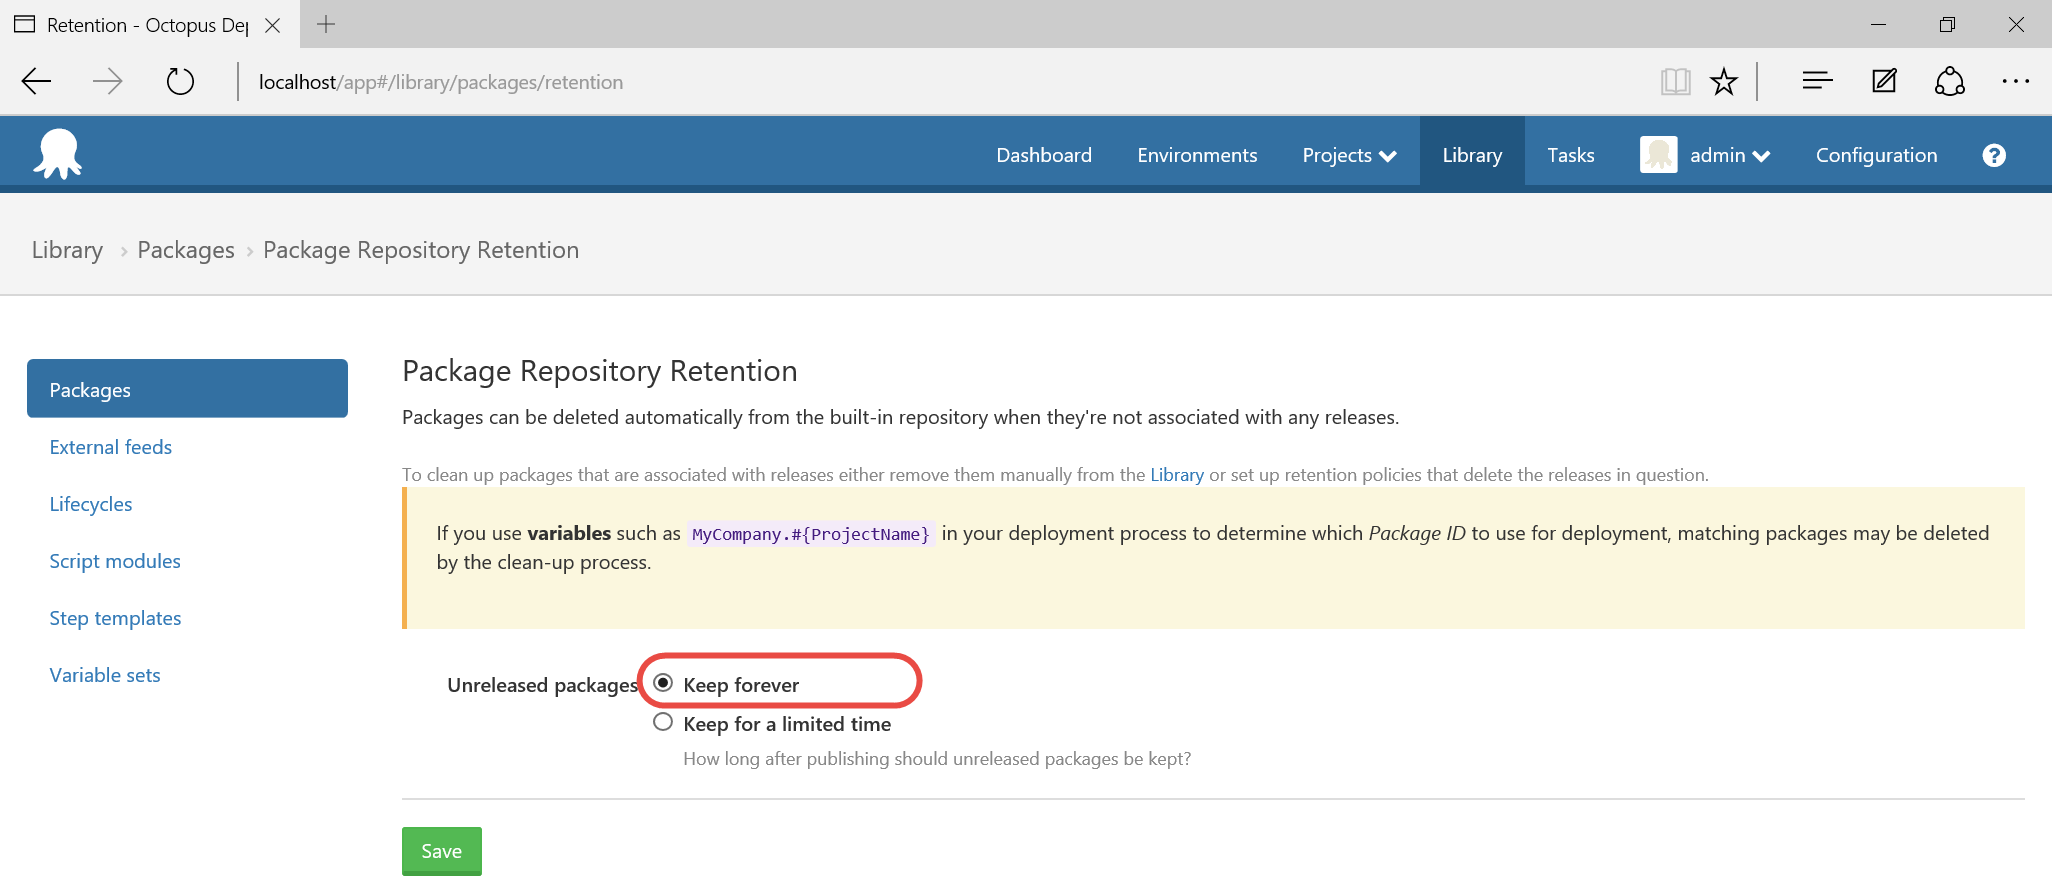 Retention - Octopus Dep
localhost/app#/library/packages/retention
Dashboard Environments Projects Library Tasks admin Configuration ?
Library › Packages › Package Repository Retention
Packages
External feeds
Lifecycles
Script modules
Step templates
Variable sets
Package Repository Retention
Packages can be deleted automatically from the built-in repository when they're not associated with any releases.
To clean up packages that are associated with releases either remove them manually from the Library or set up retention policies that delete the releases in question.
If you use variables such as MyCompany.#{ProjectName} in your deployment process to determine which Package ID to use for deployment, matching packages may be deleted
by the clean-up process.
Unreleased packages Keep forever
Keep for a limited time
How long after publishing should unreleased packages be kept?
Save